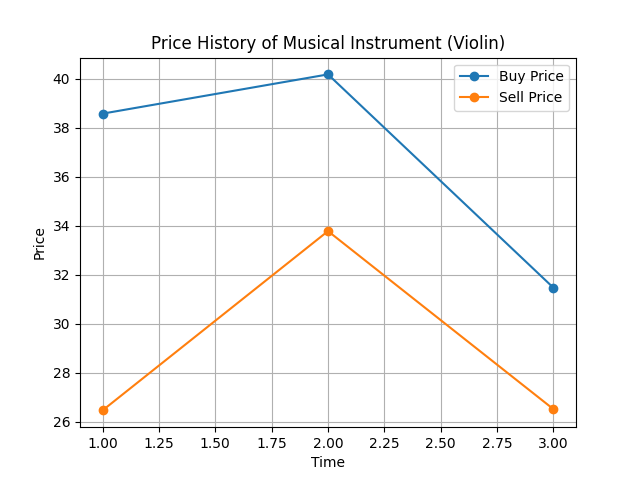 Price History of Musical Instrument (Violin)
Buy Price
Sell Price
40
38
36
34
32
30
28
26
Price
1.00 1.25 1.50 1.75 2.00 2.25 2.50 2.75 3.00
Time